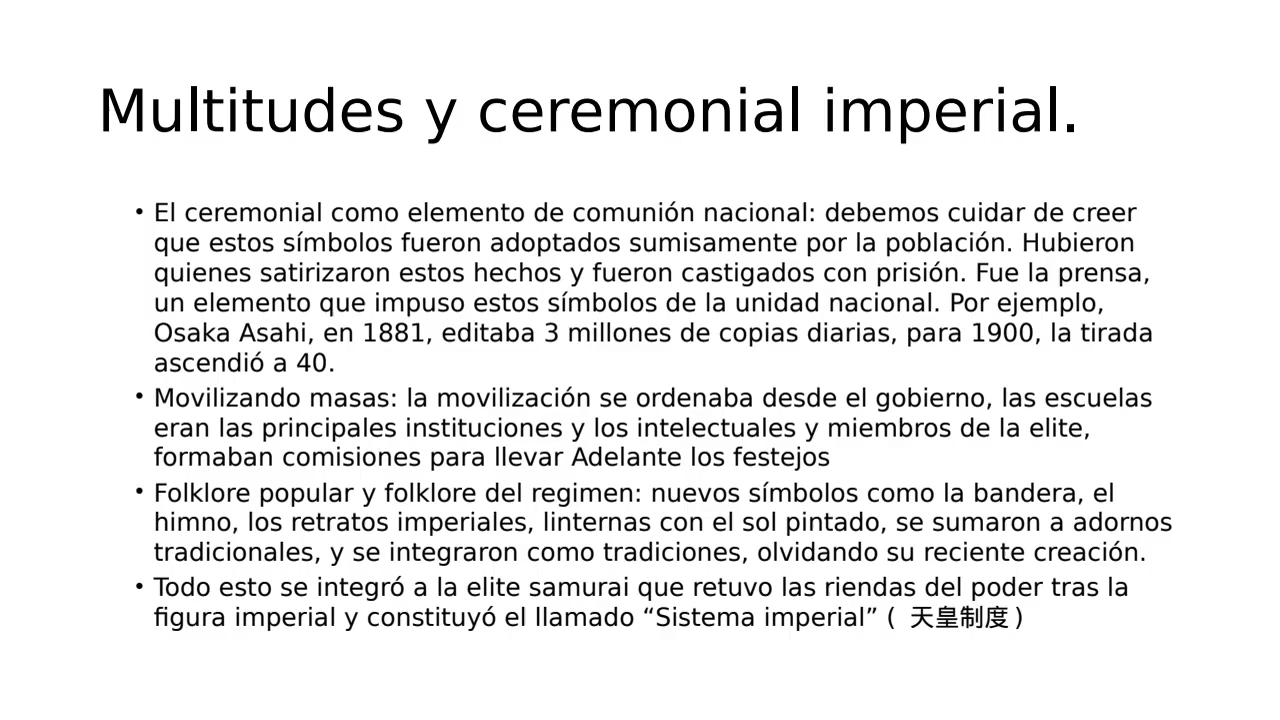 Multitudes y ceremonial imperial.
• El ceremonial como elemento de comunión nacional: debemos cuidar de creer
que estos símbolos fueron adoptados sumisamente por la población. Hubieron
quienes satirizaron estos hechos y fueron castigados con prisión. Fue la prensa,
un elemento que impuso estos símbolos de la unidad nacional. Por ejemplo,
Osaka Asahi, en 1881, editaba 3 millones de copias diarias, para 1900, la tirada
ascendió a 40.
• Movilizando masas: la movilización se ordenaba desde el gobierno, las escuelas
eran las principales instituciones y los intelectuales y miembros de la elite,
formaban comisiones para llevar Adelante los festejos
• Folklore popular y folklore del regimen: nuevos símbolos como la bandera, el
himno, los retratos imperiales, linternas con el sol pintado, se sumaron a adornos
tradicionales, y se integraron como tradiciones, olvidando su reciente creación.
• Todo esto se integró a la elite samurai que retuvo las riendas del poder tras la
figura imperial y constituyó el llamado “Sistema imperial” ( 天皇制度)